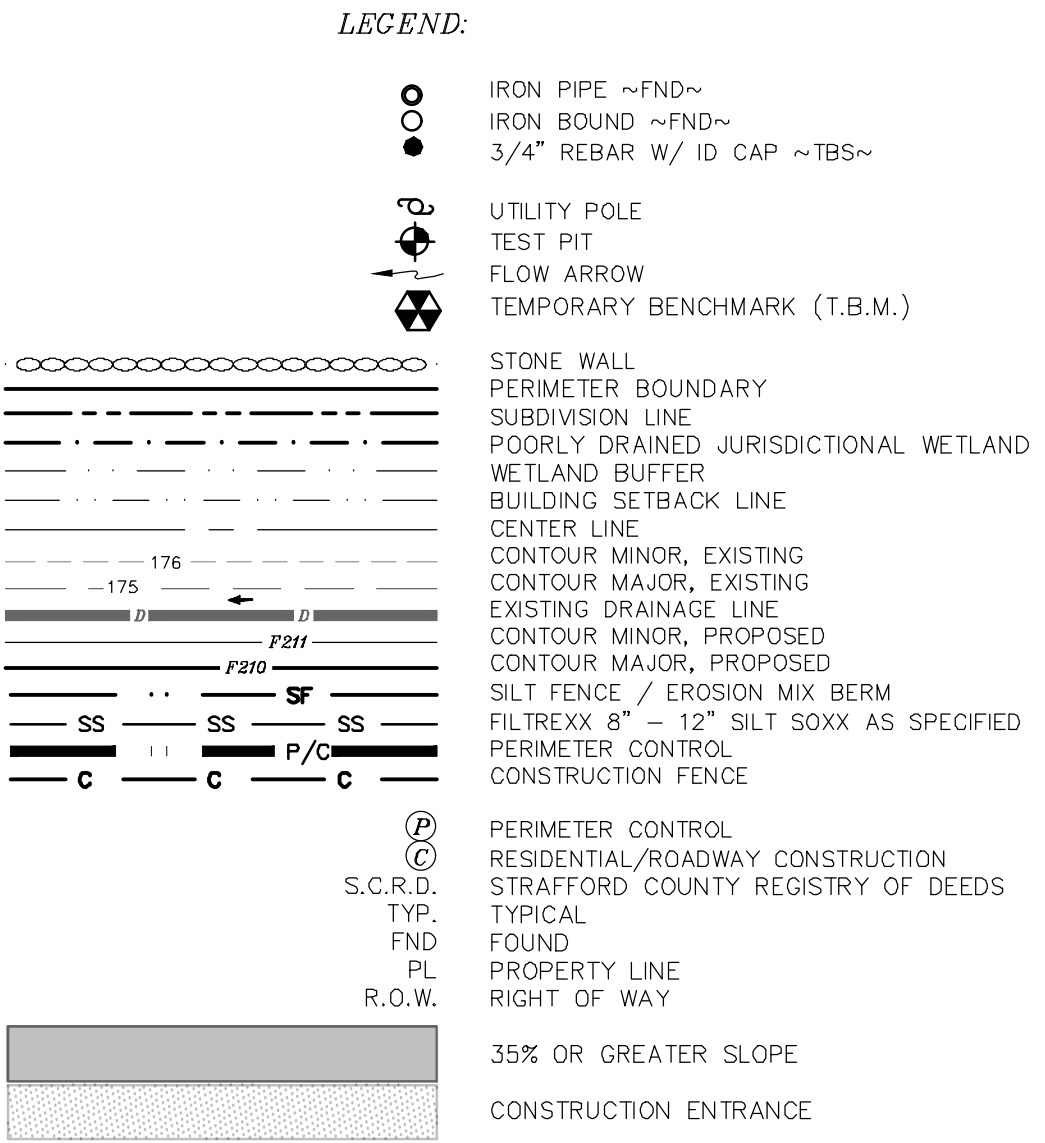 LEGEND:
IRON PIPE ~FND~
IRON BOUND ~FND~
3/4" REBAR W/ ID CAP ~TBS~
UTILITY POLE
TEST PIT
FLOW ARROW
TEMPORARY BENCHMARK (T.B.M.)
STONE WALL
PERIMETER BOUNDARY
SUBDIVISION LINE
POORLY DRAINED JURISDICTIONAL WETLAND
WETLAND BUFFER
BUILDING SETBACK LINE
CENTER LINE
176 CONTOUR MINOR, EXISTING
175 CONTOUR MAJOR, EXISTING
D D EXISTING DRAINAGE LINE
F211 CONTOUR MINOR, PROPOSED
F210 CONTOUR MAJOR, PROPOSED
SF SILT FENCE / EROSION MIX BERM
SS SS SS FILTREXX 8" – 12" SILT SOXX AS SPECIFIED
P/C PERIMETER CONTROL
C C C CONSTRUCTION FENCE
P PERIMETER CONTROL
C RESIDENTIAL/ROADWAY CONSTRUCTION
S.C.R.D. STRAFFORD COUNTY REGISTRY OF DEEDS
TYP. TYPICAL
FND FOUND
PL PROPERTY LINE
R.O.W. RIGHT OF WAY
35% OR GREATER SLOPE
CONSTRUCTION ENTRANCE